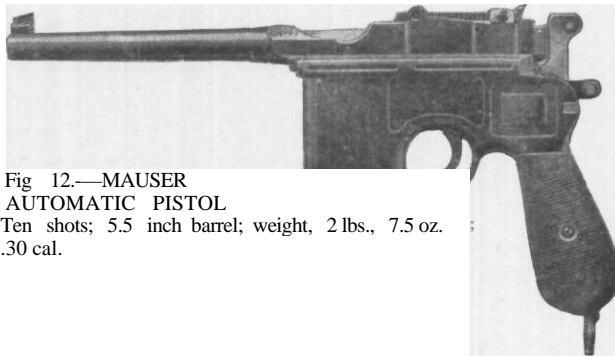 Fig 12.-—MAUSER
AUTOMATIC PISTOL
Ten shots; 5.5 inch barrel; weight, 2 lbs., 7.5 oz.
.30 cal.